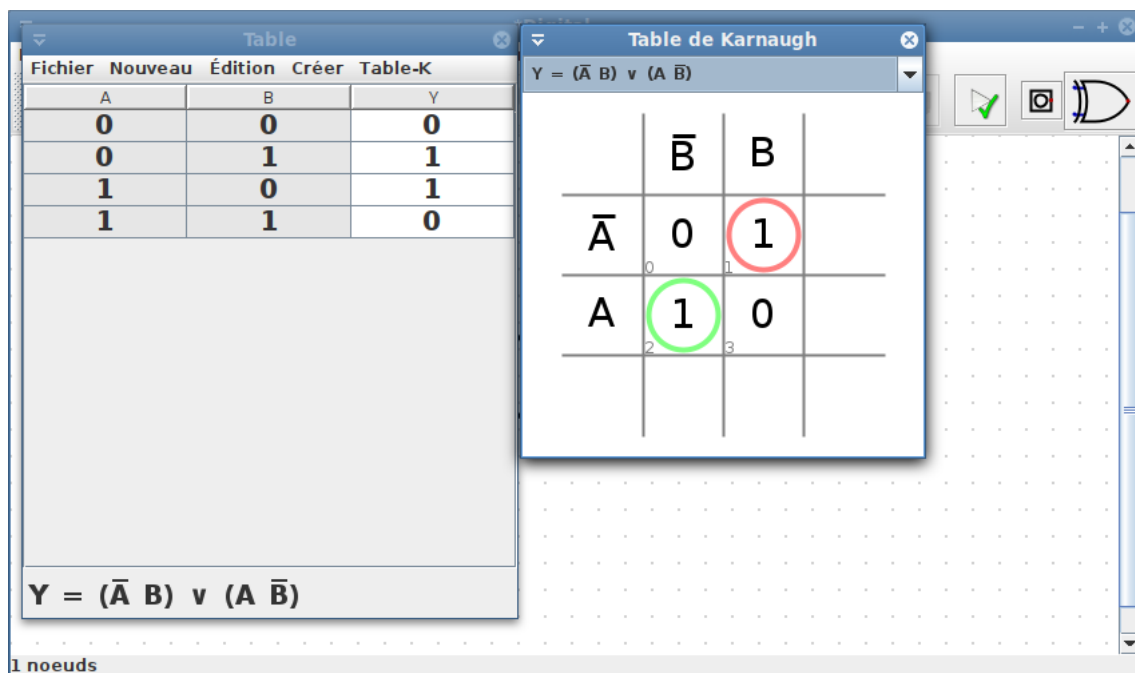 Table
Fichier Nouveau Édition Créer Table-K
A B Y
0 0 0
0 1 1
1 0 1
1 1 0
Y = (A̅ B) ∨ (A B̅)
Table de Karnaugh
Y = (A̅ B) ∨ (A B̅)
B̅ B
A̅ 0 1
0 1
A 1 0
2 3
1 noeuds